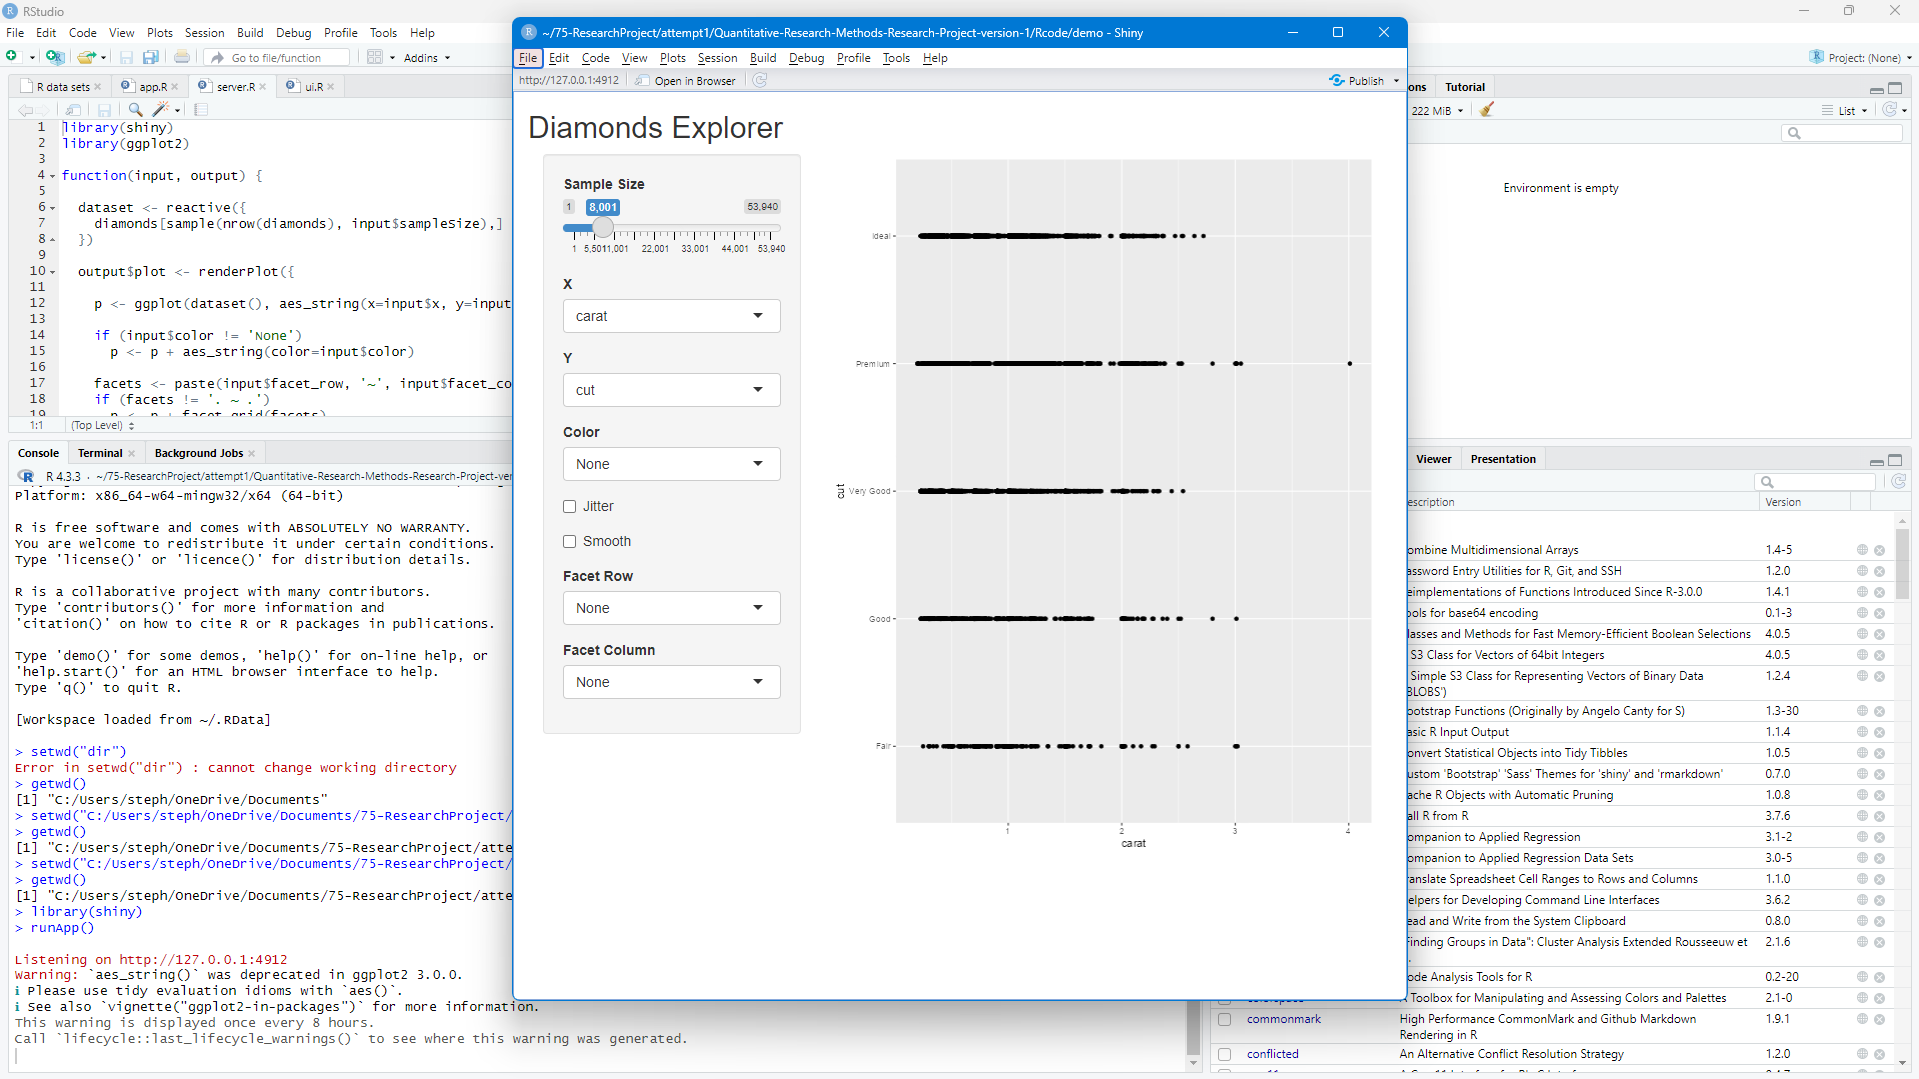 RStudio
File Edit Code View Plots Session Build Debug Profile Tools Help
Go to file/function
Addins
Project: (None)
R data sets
app.R
server.R
ui.R
1 library(shiny)
2 library(ggplot2)
3
4 function(input, output) {
5
6 dataset <- reactive({
7 diamonds[sample(nrow(diamonds), input$sampleSize),]
8 })
9
10 output$plot <- renderPlot({
11
12 p <- ggplot(dataset(), aes_string(x=input$x, y=input
13
14 if (input$color != 'None')
15 p <- p + aes_string(color=input$color)
16
17 facets <- paste(input$facet_row, '~', input$facet_co
18 if (facets != '. ~ .')
19 p <- p + facet_grid(facets)
1:1 (Top Level)
Console Terminal Background Jobs
R 4.3.3 · ~/75-ResearchProject/attempt1/Quantitative-Research-Methods-Research-Project-ver
Platform: x86_64-w64-mingw32/x64 (64-bit)
R is free software and comes with ABSOLUTELY NO WARRANTY.
You are welcome to redistribute it under certain conditions.
Type 'license()' or 'licence()' for distribution details.
R is a collaborative project with many contributors.
Type 'contributors()' for more information and
'citation()' on how to cite R or R packages in publications.
Type 'demo()' for some demos, 'help()' for on-line help, or
'help.start()' for an HTML browser interface to help.
Type 'q()' to quit R.
[Workspace loaded from ~/.RData]
> setwd("dir")
Error in setwd("dir") : cannot change working directory
> getwd()
[1] "C:/Users/steph/OneDrive/Documents"
> setwd("C:/Users/steph/OneDrive/Documents/75-ResearchProject/
> getwd()
[1] "C:/Users/steph/OneDrive/Documents/75-ResearchProject/atte
> setwd("C:/Users/steph/OneDrive/Documents/75-ResearchProject/
> getwd()
[1] "C:/Users/steph/OneDrive/Documents/75-ResearchProject/atte
> library(shiny)
> runApp()
Listening on http://127.0.0.1:4912
Warning: `aes_string()` was deprecated in ggplot2 3.0.0.
ℹ Please use tidy evaluation idioms with `aes()`.
ℹ See also `vignette("ggplot2-in-packages")` for more information.
This warning is displayed once every 8 hours.
Call `lifecycle::last_lifecycle_warnings()` to see where this warning was generated.
~/75-ResearchProject/attempt1/Quantitative-Research-Methods-Research-Project-version-1/Rcode/demo - Shiny
File Edit Code View Plots Session Build Debug Profile Tools Help
http://127.0.0.1:4912 Open in Browser Publish
Diamonds Explorer
Sample Size
1 8,001 53,940
1 5,501 11,001 22,001 33,001 44,001 53,940
X
carat
Y
cut
Color
None
Jitter
Smooth
Facet Row
None
Facet Column
None
Ideal
Premium
Very Good
Good
Fair
cut
1 2 3 4
carat
ons Tutorial
222 MiB List
Environment is empty
Viewer Presentation
escription Version
ombine Multidimensional Arrays 1.4-5
assword Entry Utilities for R, Git, and SSH 1.2.0
eimplementations of Functions Introduced Since R-3.0.0 1.4.1
ools for base64 encoding 0.1-3
lasses and Methods for Fast Memory-Efficient Boolean Selections 4.0.5
S3 Class for Vectors of 64bit Integers 4.0.5
Simple S3 Class for Representing Vectors of Binary Data 1.2.4
BLOBS')
ootstrap Functions (Originally by Angelo Canty for S) 1.3-30
asic R Input Output 1.1.4
onvert Statistical Objects into Tidy Tibbles 1.0.5
ustom 'Bootstrap' 'Sass' Themes for 'shiny' and 'rmarkdown' 0.7.0
ache R Objects with Automatic Pruning 1.0.8
all R from R 3.7.6
ompanion to Applied Regression 3.1-2
ompanion to Applied Regression Data Sets 3.0-5
ranslate Spreadsheet Cell Ranges to Rows and Columns 1.1.0
elpers for Developing Command Line Interfaces 3.6.2
ead and Write from the System Clipboard 0.8.0
Finding Groups in Data": Cluster Analysis Extended Rousseeuw et 2.1.6
ode Analysis Tools for R 0.2-20
A Toolbox for Manipulating and Assessing Colors and Palettes 2.1-0
commonmark High Performance CommonMark and Github Markdown 1.9.1
Rendering in R
conflicted An Alternative Conflict Resolution Strategy 1.2.0